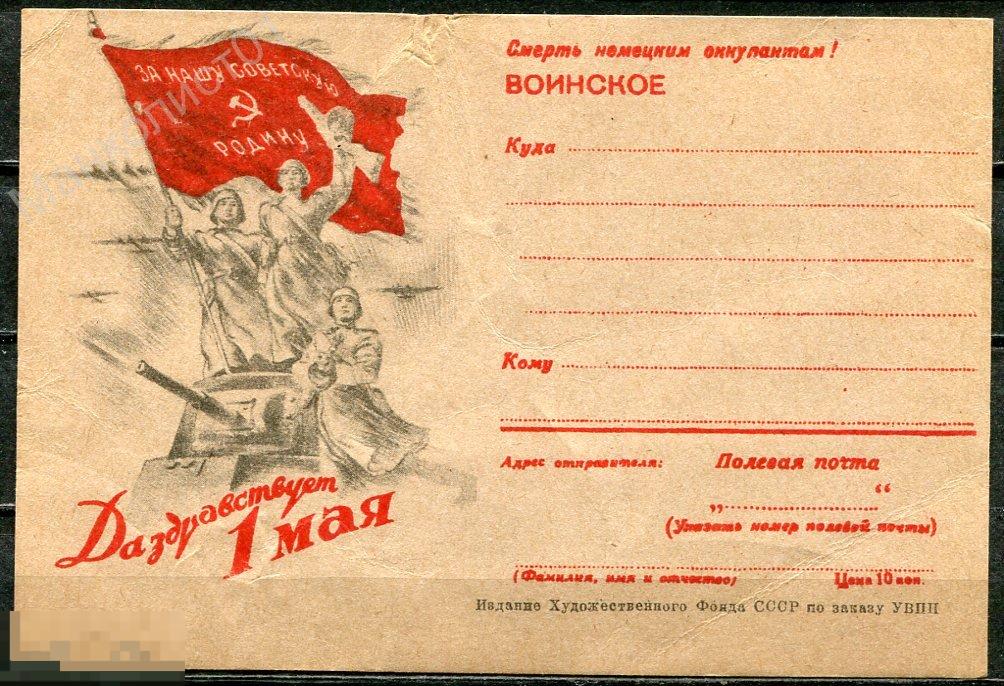 ЗА НАШУ СОВЕТСКУЮ
РОДИНУ
Да здравствует
1 мая
Смерть немецким оккупантам!
ВОИНСКОЕ
Куда
Кому
Адрес отправителя:
Полевая почта
„ “
(Указать номер полевой почты)
(Фамилия, имя и отчество)
Цена 10 коп.
Издание Художественного Фонда СССР по заказу УВПП